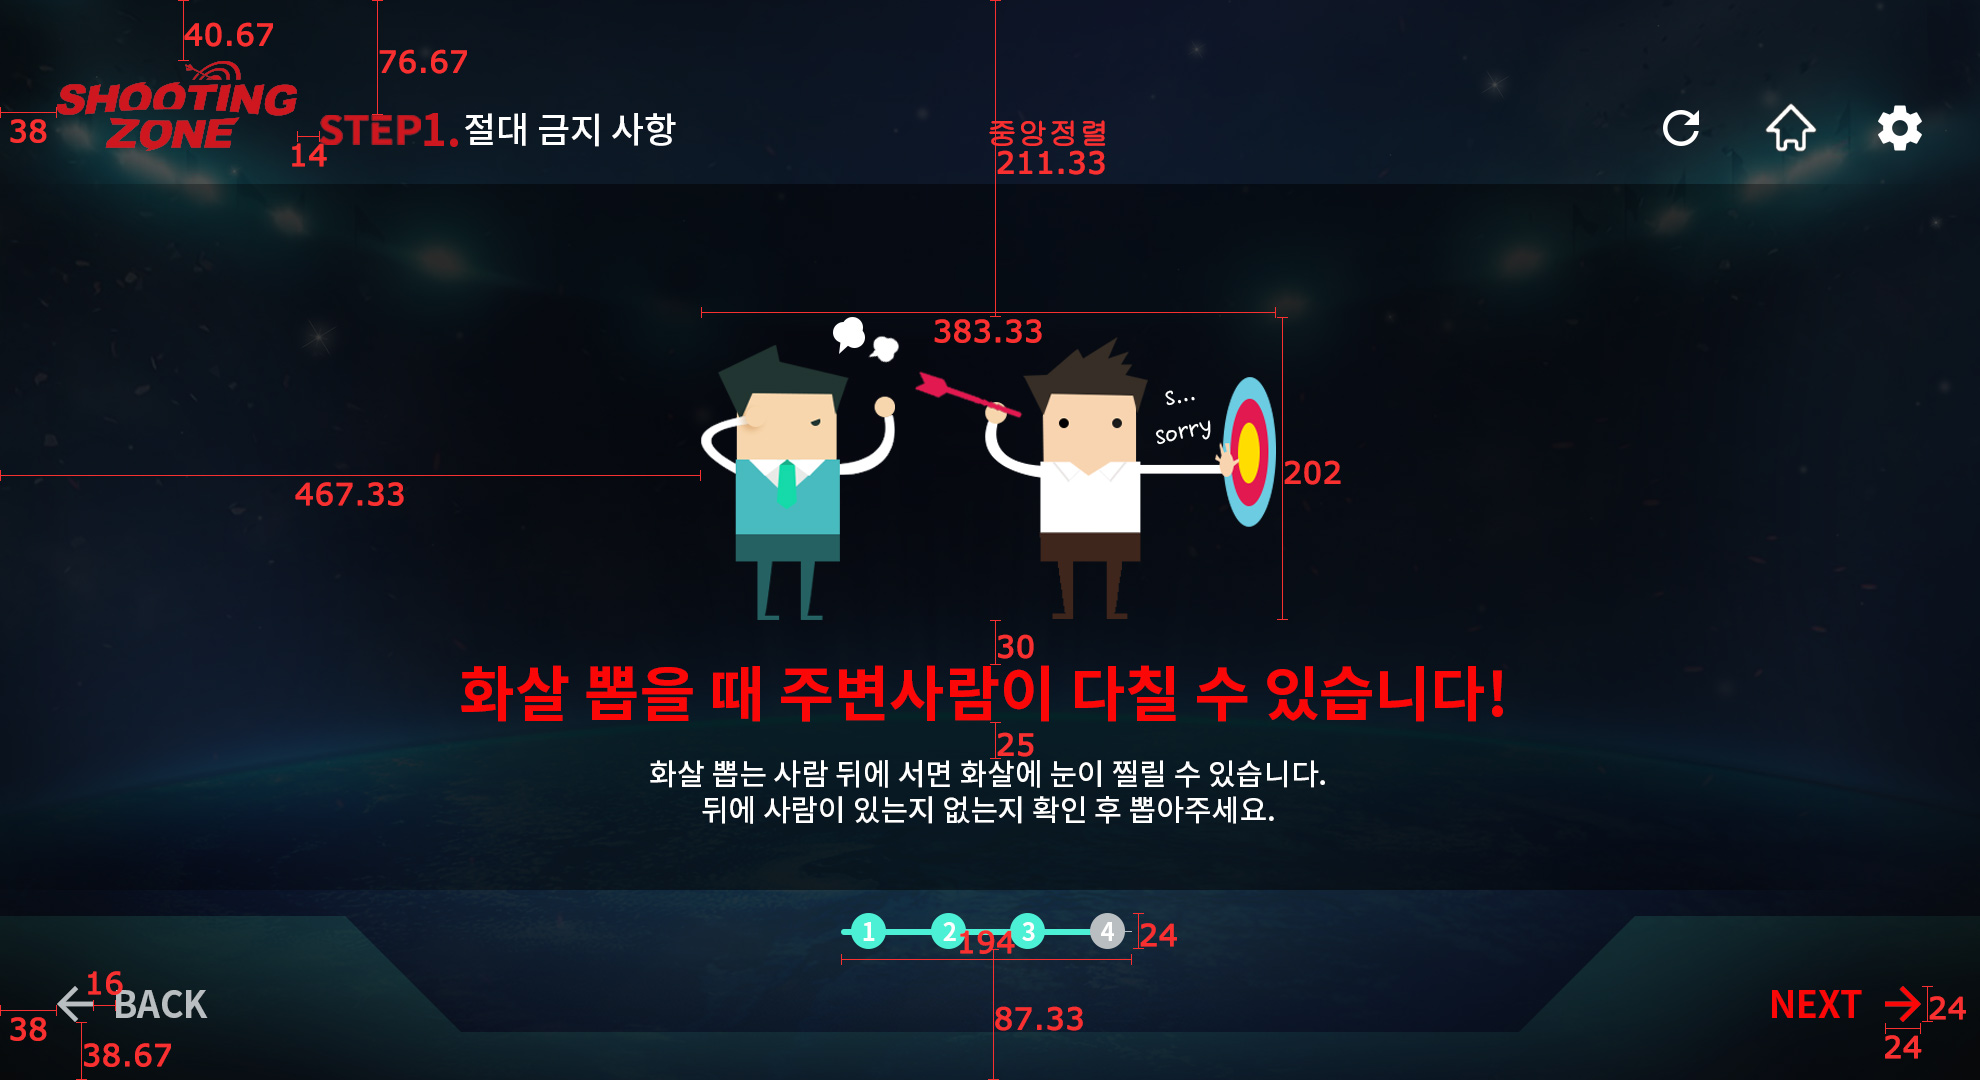 40.67
76.67
SHOOTING
ZONE
38
14
STEP1. 절대 금지 사항
중앙정렬
211.33
383.33
s...
sorry
202
467.33
30
화살 뽑을 때 주변사람이 다칠 수 있습니다!
25
화살 뽑는 사람 뒤에 서면 화살에 눈이 찔릴 수 있습니다.
뒤에 사람이 있는지 없는지 확인 후 뽑아주세요.
1 2 3 4
194
24
16
BACK
38
38.67
87.33
NEXT
24
24